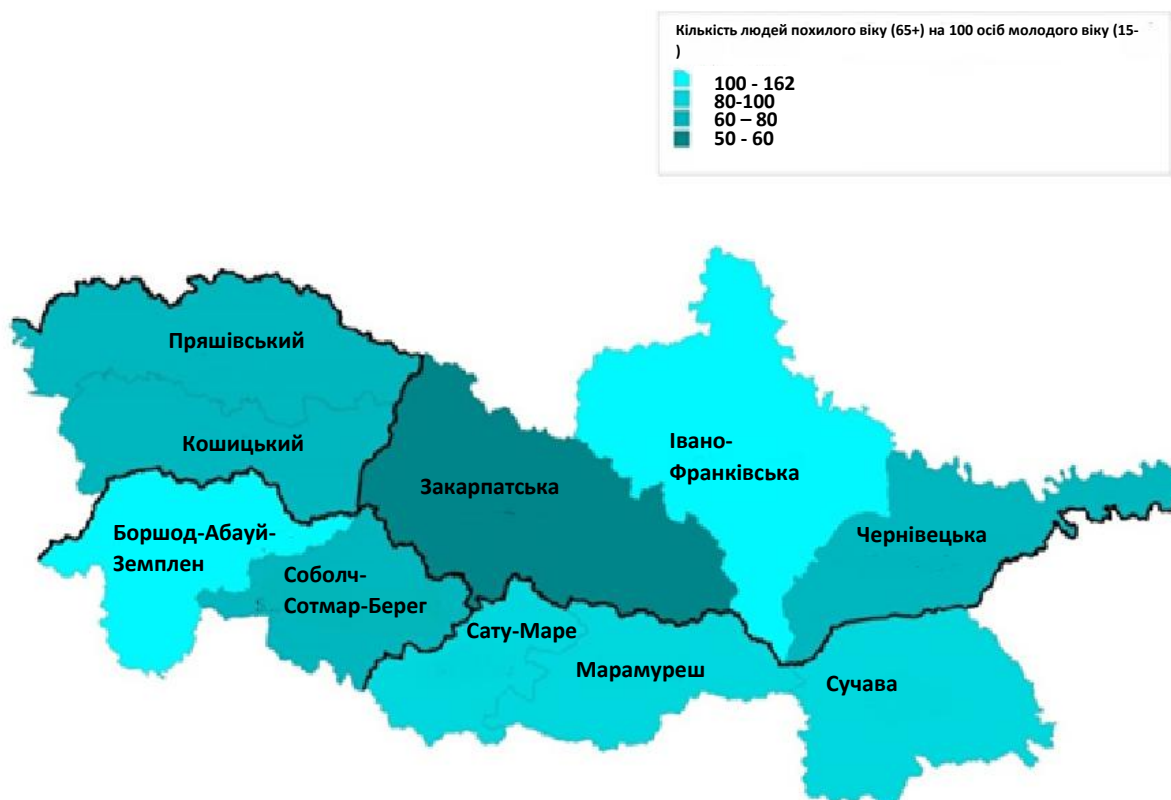 Кількість людей похилого віку (65+) на 100 осіб молодого віку (15-
)
100 - 162
80-100
60 – 80
50 - 60
Пряшівський
Кошицький
Івано-
Франківська
Закарпатська
Боршод-Абауй-
Земплен
Чернівецька
Соболч-
Сотмар-Берег
Сату-Маре
Марамуреш
Сучава